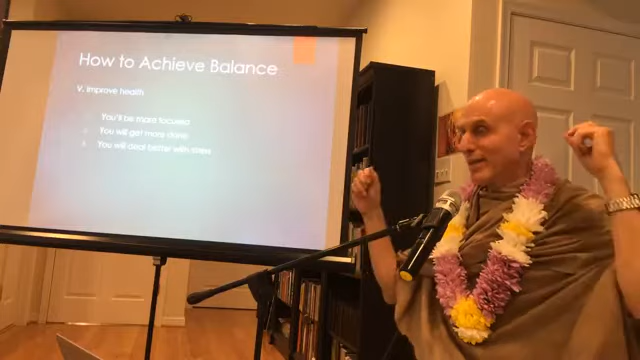 How to Achieve Balance
V. Improve health
You'll be more focused
You will get more done
You will deal better with stress